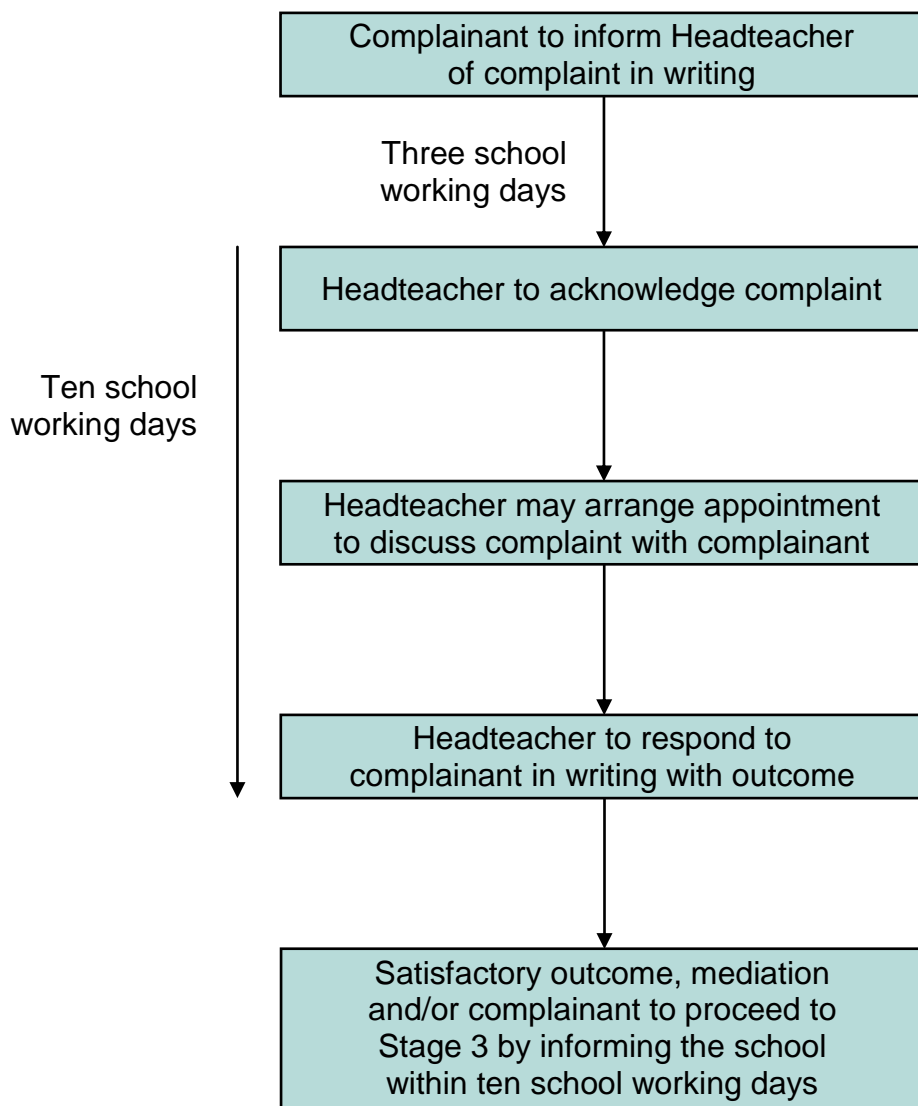 Complainant to inform Headteacher
of complaint in writing
Three school
working days
Headteacher to acknowledge complaint
Ten school
working days
Headteacher may arrange appointment
to discuss complaint with complainant
Headteacher to respond to
complainant in writing with outcome
Satisfactory outcome, mediation
and/or complainant to proceed to
Stage 3 by informing the school
within ten school working days